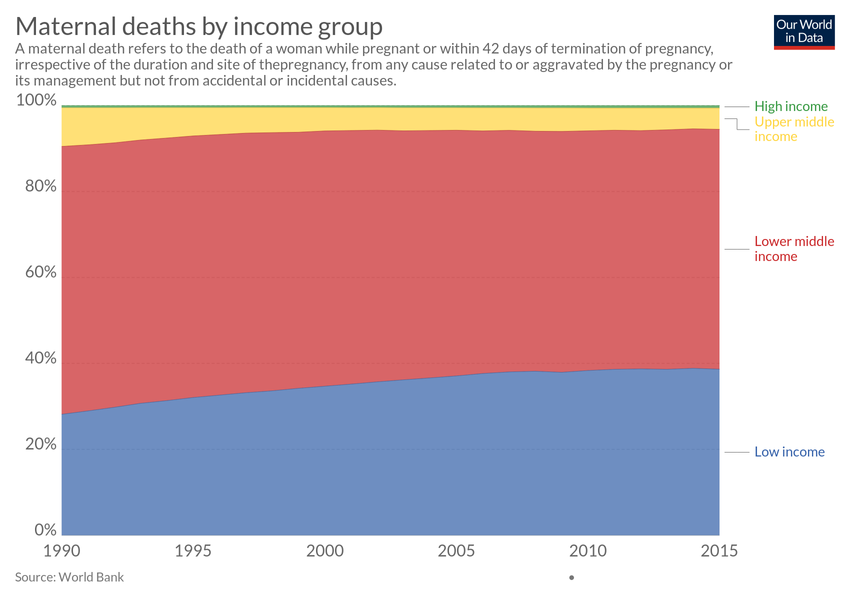 Maternal deaths by income group
A maternal death refers to the death of a woman while pregnant or within 42 days of termination of pregnancy,
irrespective of the duration and site of thepregnancy, from any cause related to or aggravated by the pregnancy or
its management but not from accidental or incidental causes.
Our World
in Data
100%
80%
60%
40%
20%
0%
High income
Upper middle
income
Lower middle
income
Low income
1990
1995
2000
2005
2010
2015
Source: World Bank